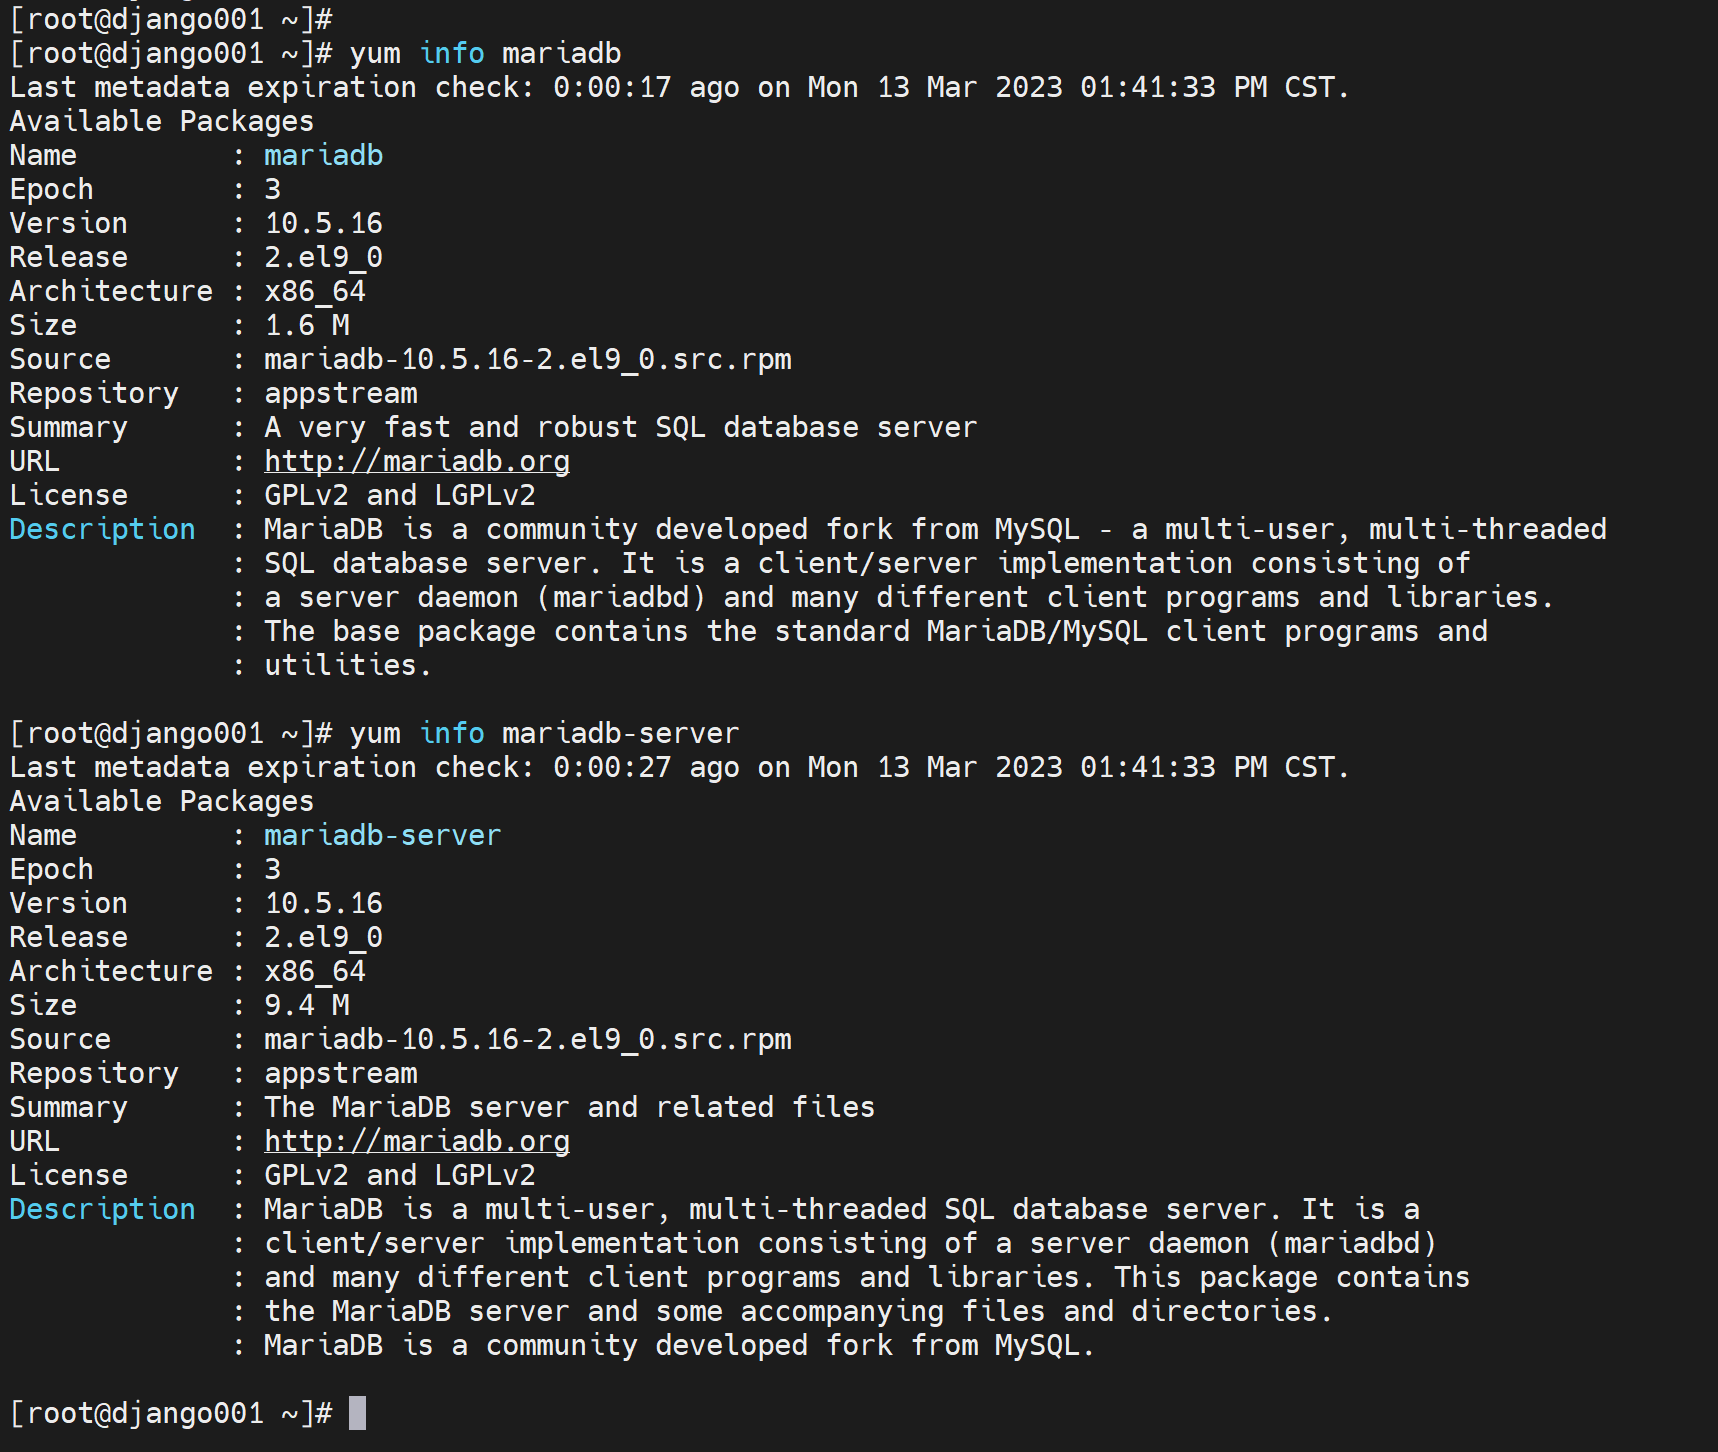 [root@django001 ~]#
[root@django001 ~]# yum info mariadb
Last metadata expiration check: 0:00:17 ago on Mon 13 Mar 2023 01:41:33 PM CST.
Available Packages
Name         : mariadb
Epoch        : 3
Version      : 10.5.16
Release      : 2.el9_0
Architecture : x86_64
Size         : 1.6 M
Source       : mariadb-10.5.16-2.el9_0.src.rpm
Repository   : appstream
Summary      : A very fast and robust SQL database server
URL          : http://mariadb.org
License      : GPLv2 and LGPLv2
Description  : MariaDB is a community developed fork from MySQL - a multi-user, multi-threaded
             : SQL database server. It is a client/server implementation consisting of
             : a server daemon (mariadbd) and many different client programs and libraries.
             : The base package contains the standard MariaDB/MySQL client programs and
             : utilities.
[root@django001 ~]# yum info mariadb-server
Last metadata expiration check: 0:00:27 ago on Mon 13 Mar 2023 01:41:33 PM CST.
Available Packages
Name         : mariadb-server
Epoch        : 3
Version      : 10.5.16
Release      : 2.el9_0
Architecture : x86_64
Size         : 9.4 M
Source       : mariadb-10.5.16-2.el9_0.src.rpm
Repository   : appstream
Summary      : The MariaDB server and related files
URL          : http://mariadb.org
License      : GPLv2 and LGPLv2
Description  : MariaDB is a multi-user, multi-threaded SQL database server. It is a
             : client/server implementation consisting of a server daemon (mariadbd)
             : and many different client programs and libraries. This package contains
             : the MariaDB server and some accompanying files and directories.
             : MariaDB is a community developed fork from MySQL.
[root@django001 ~]#